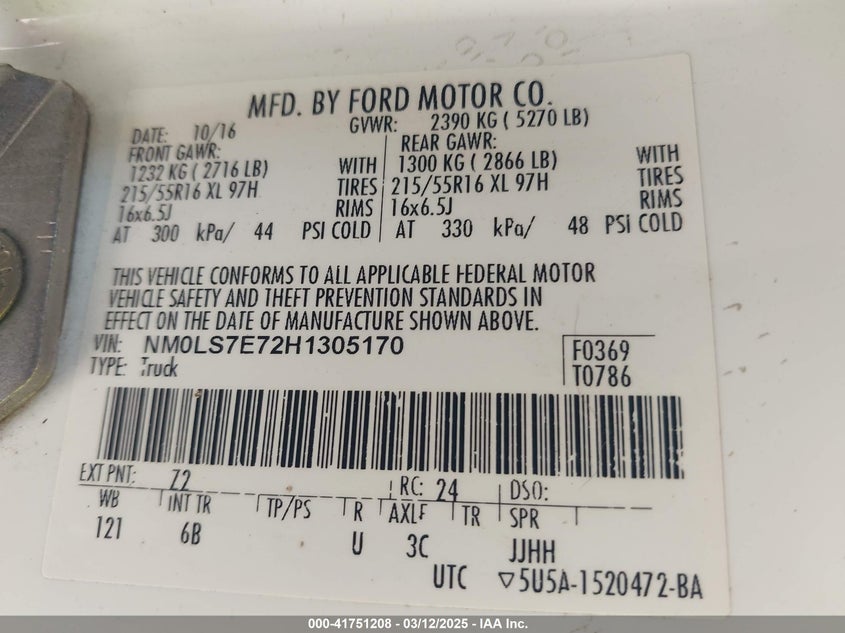 MFD. BY FORD MOTOR CO.
DATE: 10/16 GVWR: 2390 KG ( 5270 LB)
FRONT GAWR: REAR GAWR:
1232 KG ( 2716 LB) WITH 1300 KG ( 2866 LB) WITH
215/55R16 XL 97H TIRES 215/55R16 XL 97H TIRES
16x6.5J RIMS 16x6.5J RIMS
AT 300 kPa/ 44 PSI COLD AT 330 kPa/ 48 PSI COLD
THIS VEHICLE CONFORMS TO ALL APPLICABLE FEDERAL MOTOR
VEHICLE SAFETY AND THEFT PREVENTION STANDARDS IN
EFFECT ON THE DATE OF MANUFACTURE SHOWN ABOVE.
VIN: NM0LS7E72H1305170 F0369
TYPE: Truck T0786
EXT PNT: Z2 RC: 24 DSO:
WB INT TR TP/PS R AXLE TR SPR
121 6B U 3C JJHH
UTC ▽5U5A-1520472-BA
000-41751208 - 03/12/2025 - IAA Inc.